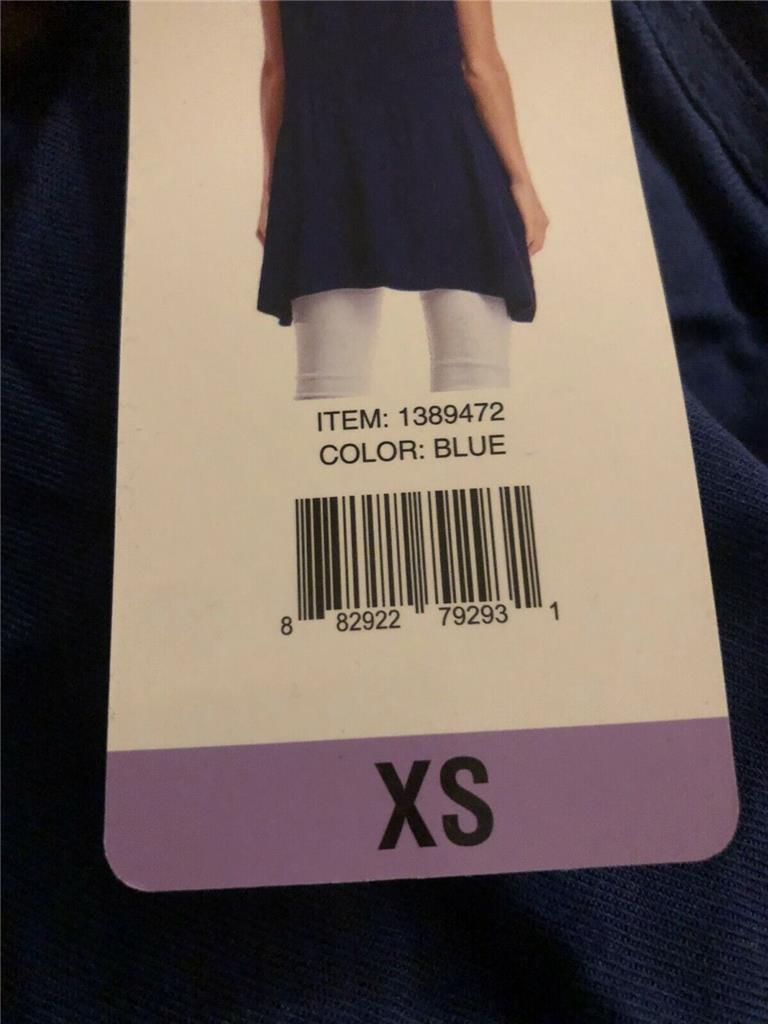 ITEM: 1389472
COLOR: BLUE
8 82922 79293 1
XS